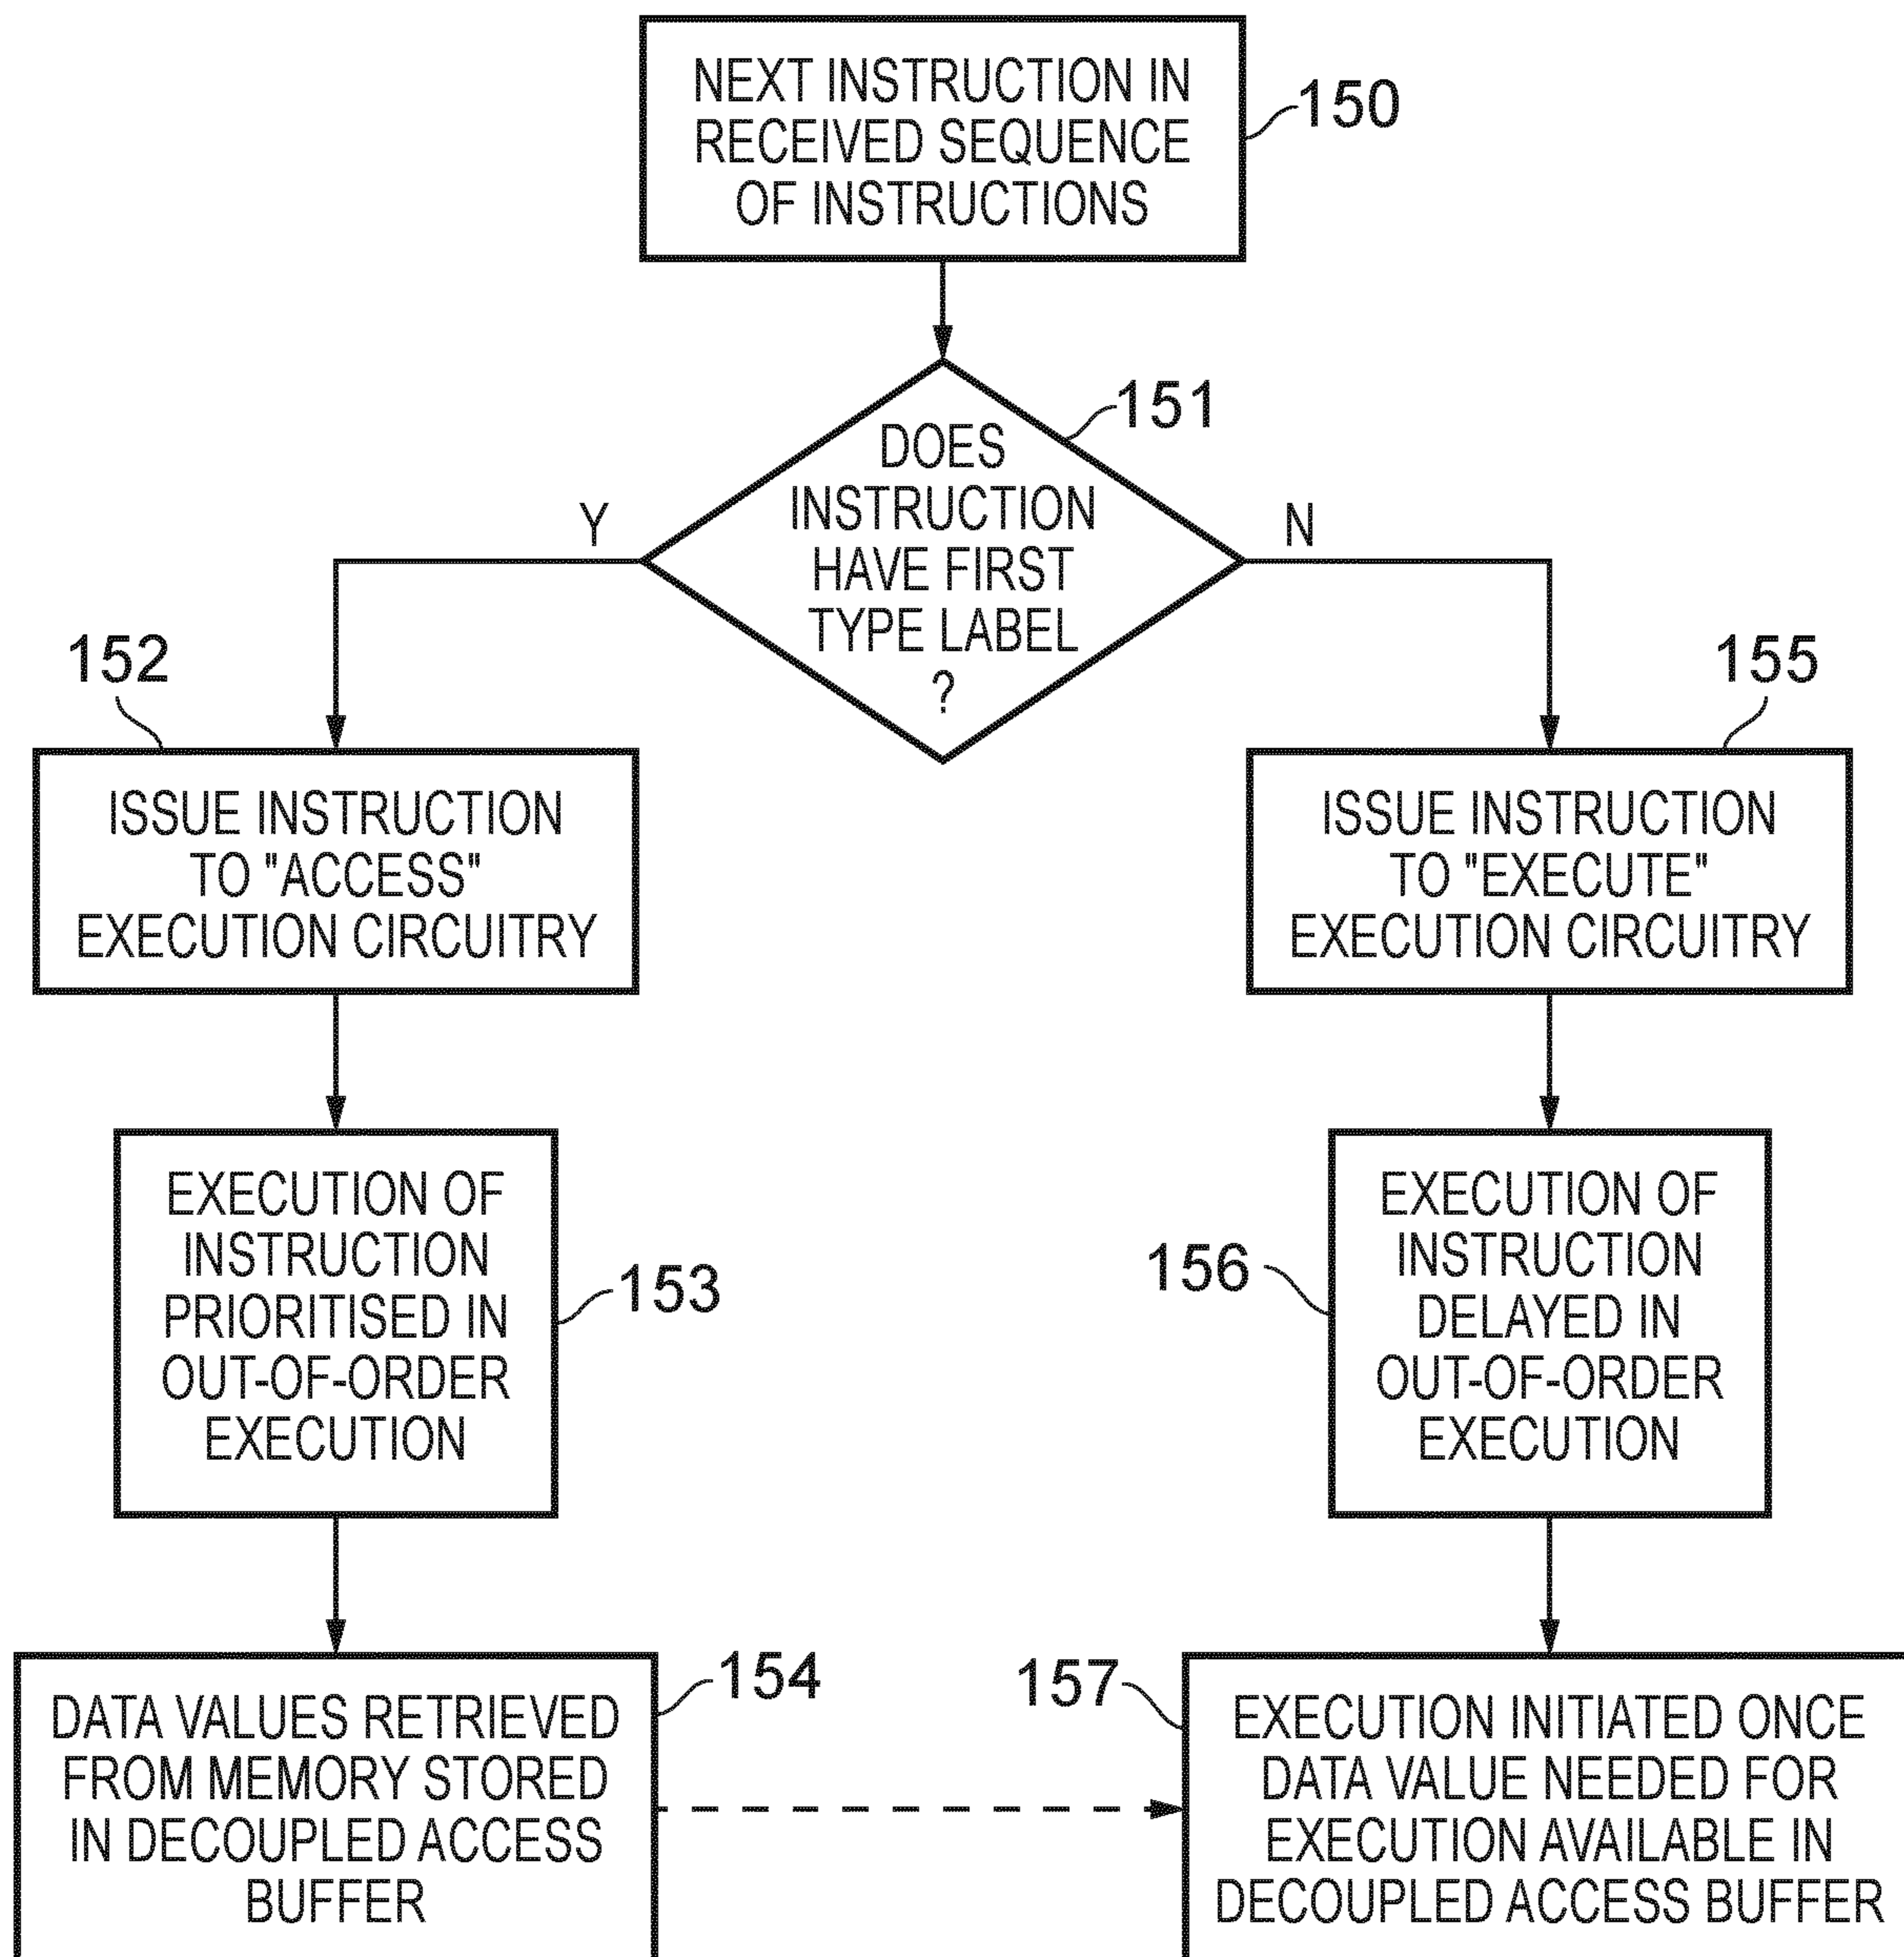 NEXT INSTRUCTION IN
RECEIVED SEQUENCE
OF INSTRUCTIONS
150
151
DOES
INSTRUCTION
HAVE FIRST
TYPE LABEL
?
Y
N
152
ISSUE INSTRUCTION
TO "ACCESS"
EXECUTION CIRCUITRY
155
ISSUE INSTRUCTION
TO "EXECUTE"
EXECUTION CIRCUITRY
EXECUTION OF
INSTRUCTION
PRIORITISED IN
OUT-OF-ORDER
EXECUTION
153
156
EXECUTION OF
INSTRUCTION
DELAYED IN
OUT-OF-ORDER
EXECUTION
154
DATA VALUES RETRIEVED
FROM MEMORY STORED
IN DECOUPLED ACCESS
BUFFER
157
EXECUTION INITIATED ONCE
DATA VALUE NEEDED FOR
EXECUTION AVAILABLE IN
DECOUPLED ACCESS BUFFER